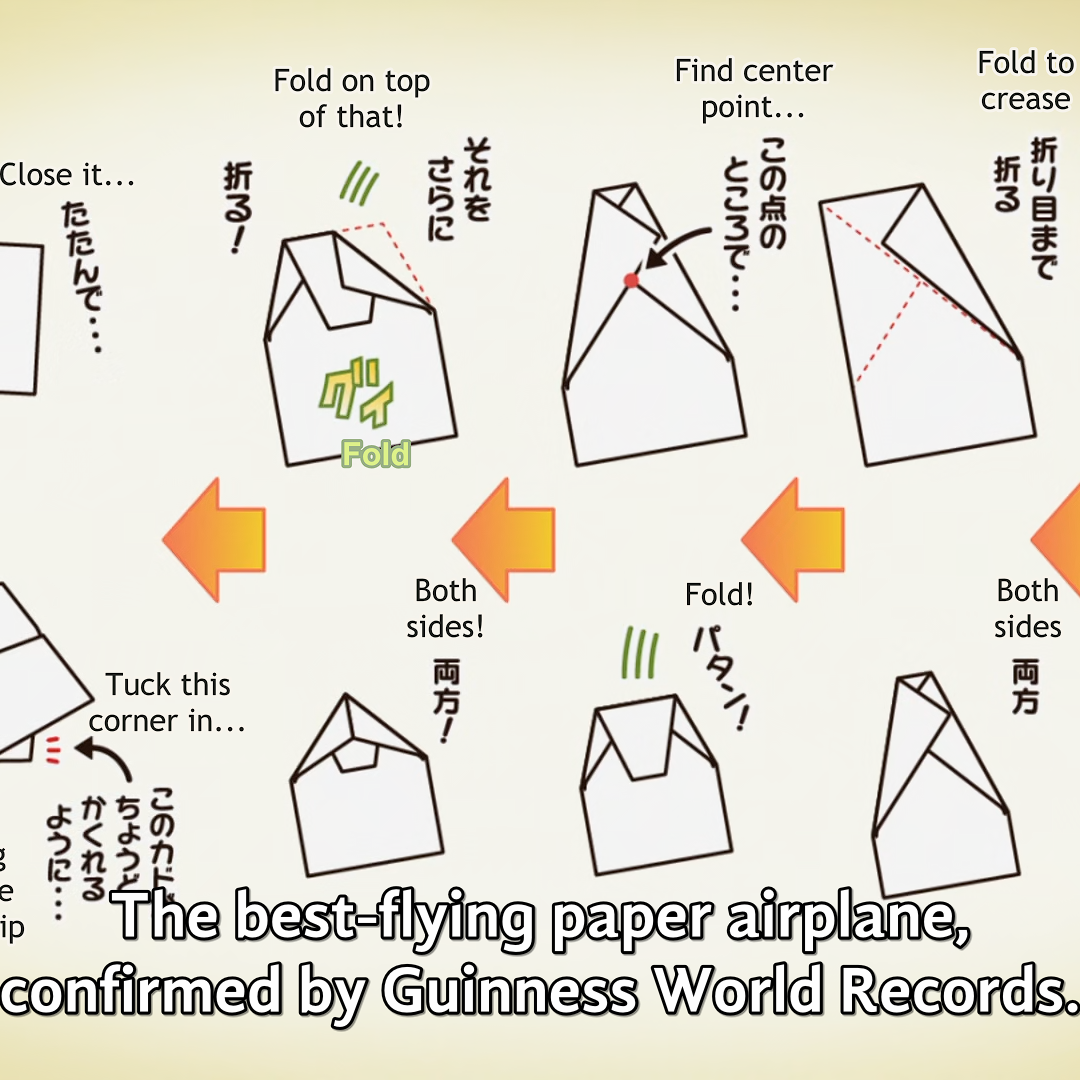 Fold to
crease
折り目まで
折る
Find center
point...
この点の
ところで…
Fold on top
of that!
それを
さらに
折る!
グイ
Fold
Close it...
たたんで…
Both
sides
両方
Fold!
パタン!
Both
sides!
両方!
Tuck this
corner in...
このカドが
ちょうど
かくれる
ように…
The best-flying paper airplane,
confirmed by Guinness World Records.